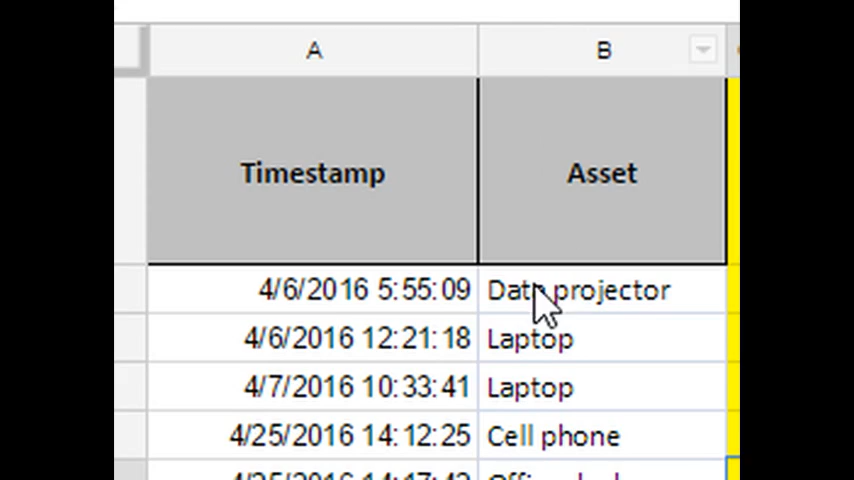 A B
Timestamp Asset
4/6/2016 5:55:09 Data projector
4/6/2016 12:21:18 Laptop
4/7/2016 10:33:41 Laptop
4/25/2016 14:12:25 Cell phone